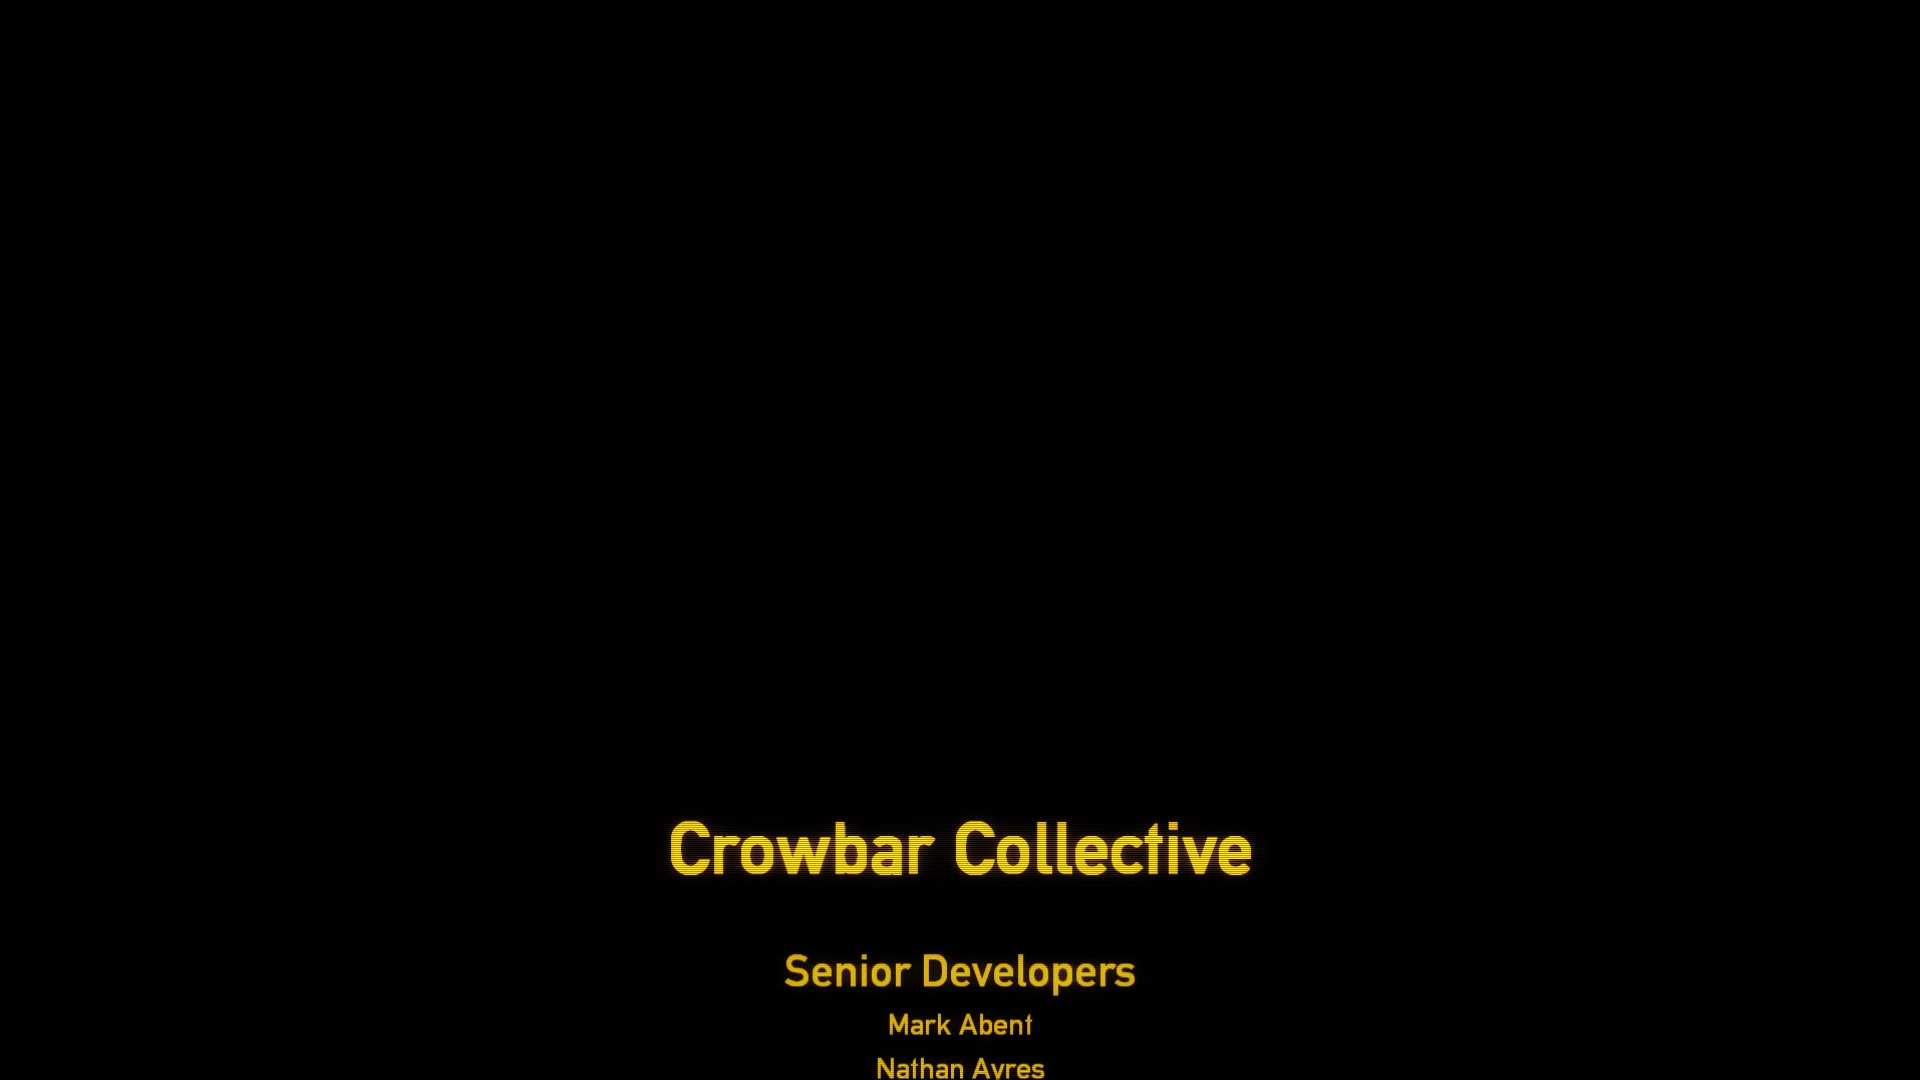 Crowbar Collective
Senior Developers
Mark Abent
Nathan Ayres